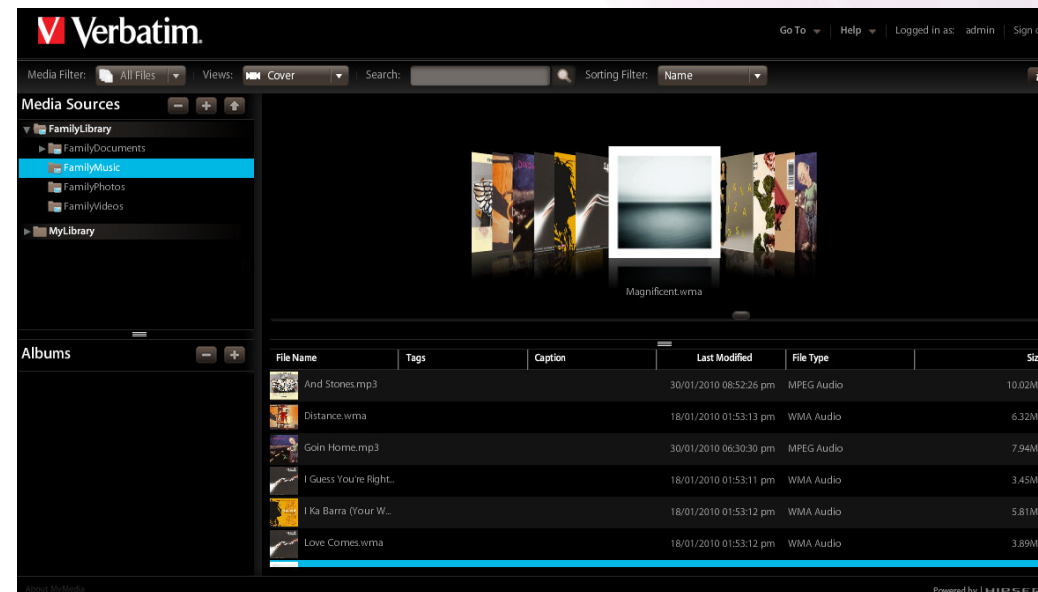 Verbatim.
Go To Help Logged in as: admin Sign
Media Filter: All Files Views: Cover Search: Sorting Filter: Name
Media Sources
FamilyLibrary
FamilyDocuments
FamilyMusic
FamilyPhotos
FamilyVideos
MyLibrary
Magnificent.wma
Albums
File Name Tags Caption Last Modified File Type Siz
And Stones.mp3 30/01/2010 08:52:26 pm MPEG Audio 10.02M
Distance.wma 18/01/2010 01:53:13 pm WMA Audio 6.32M
Goin Home.mp3 30/01/2010 06:30:30 pm MPEG Audio 7.94M
I Guess You're Right... 18/01/2010 01:53:11 pm WMA Audio 3.45M
I Ka Barra (Your W... 18/01/2010 01:53:12 pm WMA Audio 5.81M
Love Comes.wma 18/01/2010 01:53:12 pm WMA Audio 3.89M
About MyMedia Powered by | HIPSER